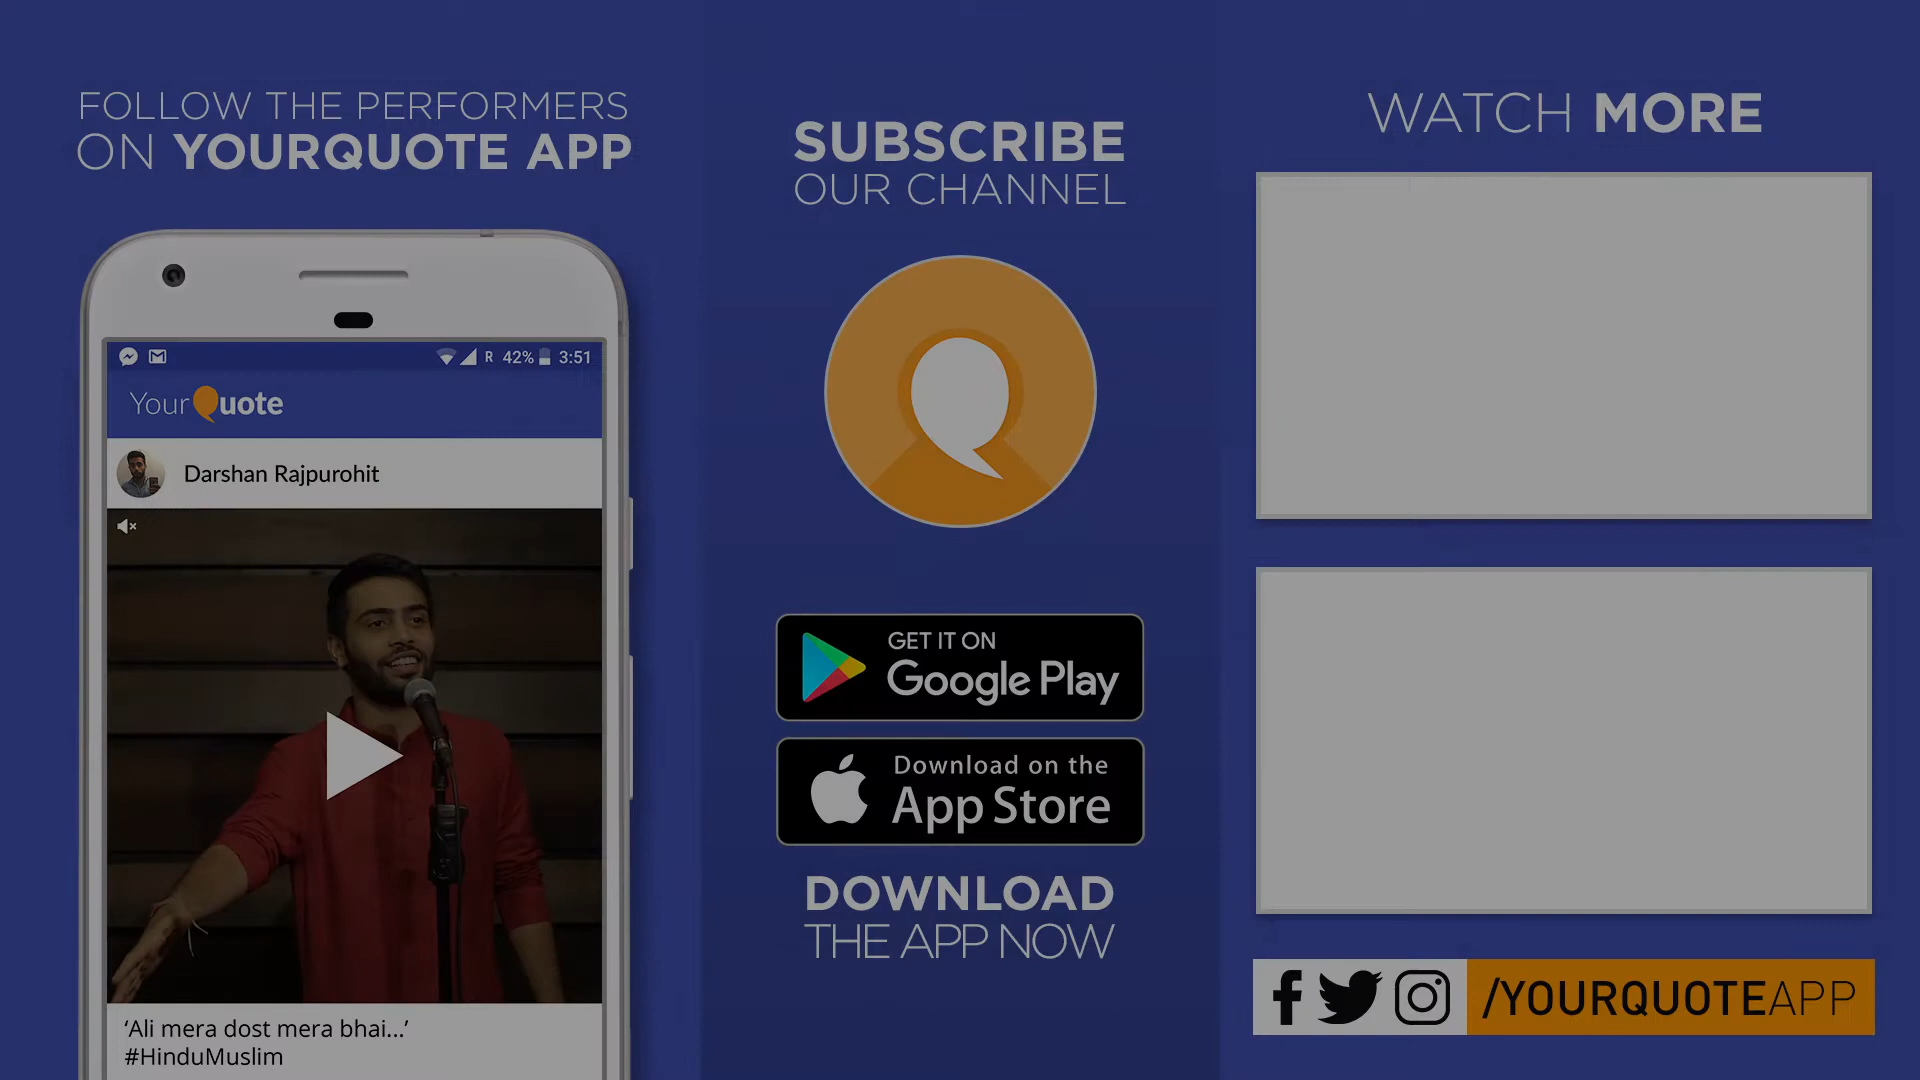 FOLLOW THE PERFORMERS
ON YOURQUOTE APP
R 42% 3:51
YourQuote
Darshan Rajpurohit
‘Ali mera dost mera bhai...’
#HinduMuslim
SUBSCRIBE
OUR CHANNEL
GET IT ON
Google Play
Download on the
App Store
DOWNLOAD
THE APP NOW
WATCH MORE
/YOURQUOTEAPP